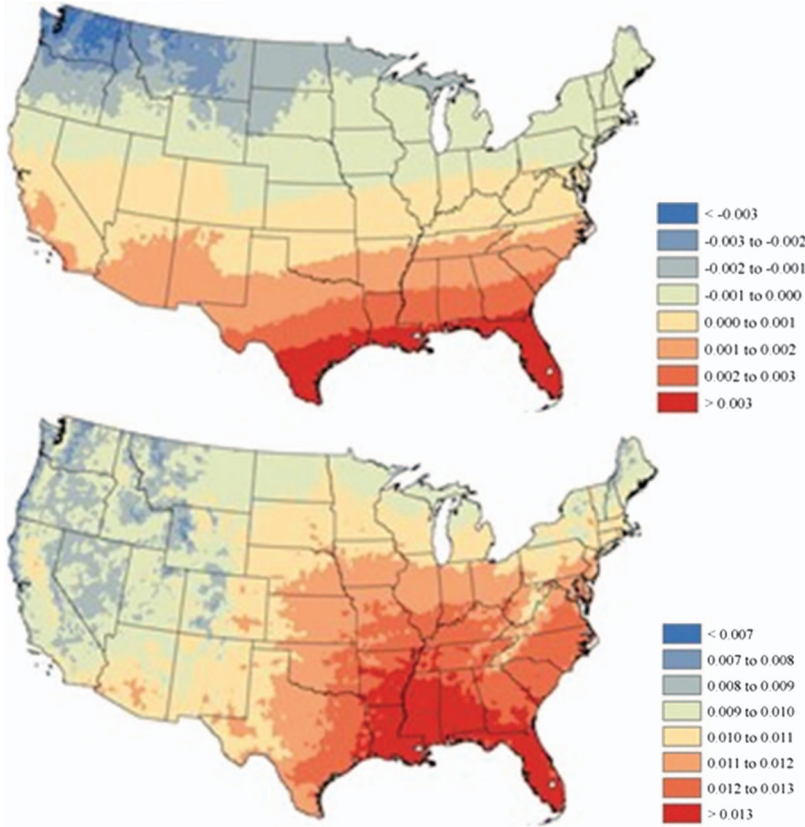 < -0.003
-0.003 to -0.002
-0.002 to -0.001
-0.001 to 0.000
0.000 to 0.001
0.001 to 0.002
0.002 to 0.003
> 0.003
< 0.007
0.007 to 0.008
0.008 to 0.009
0.009 to 0.010
0.010 to 0.011
0.011 to 0.012
0.012 to 0.013
> 0.013